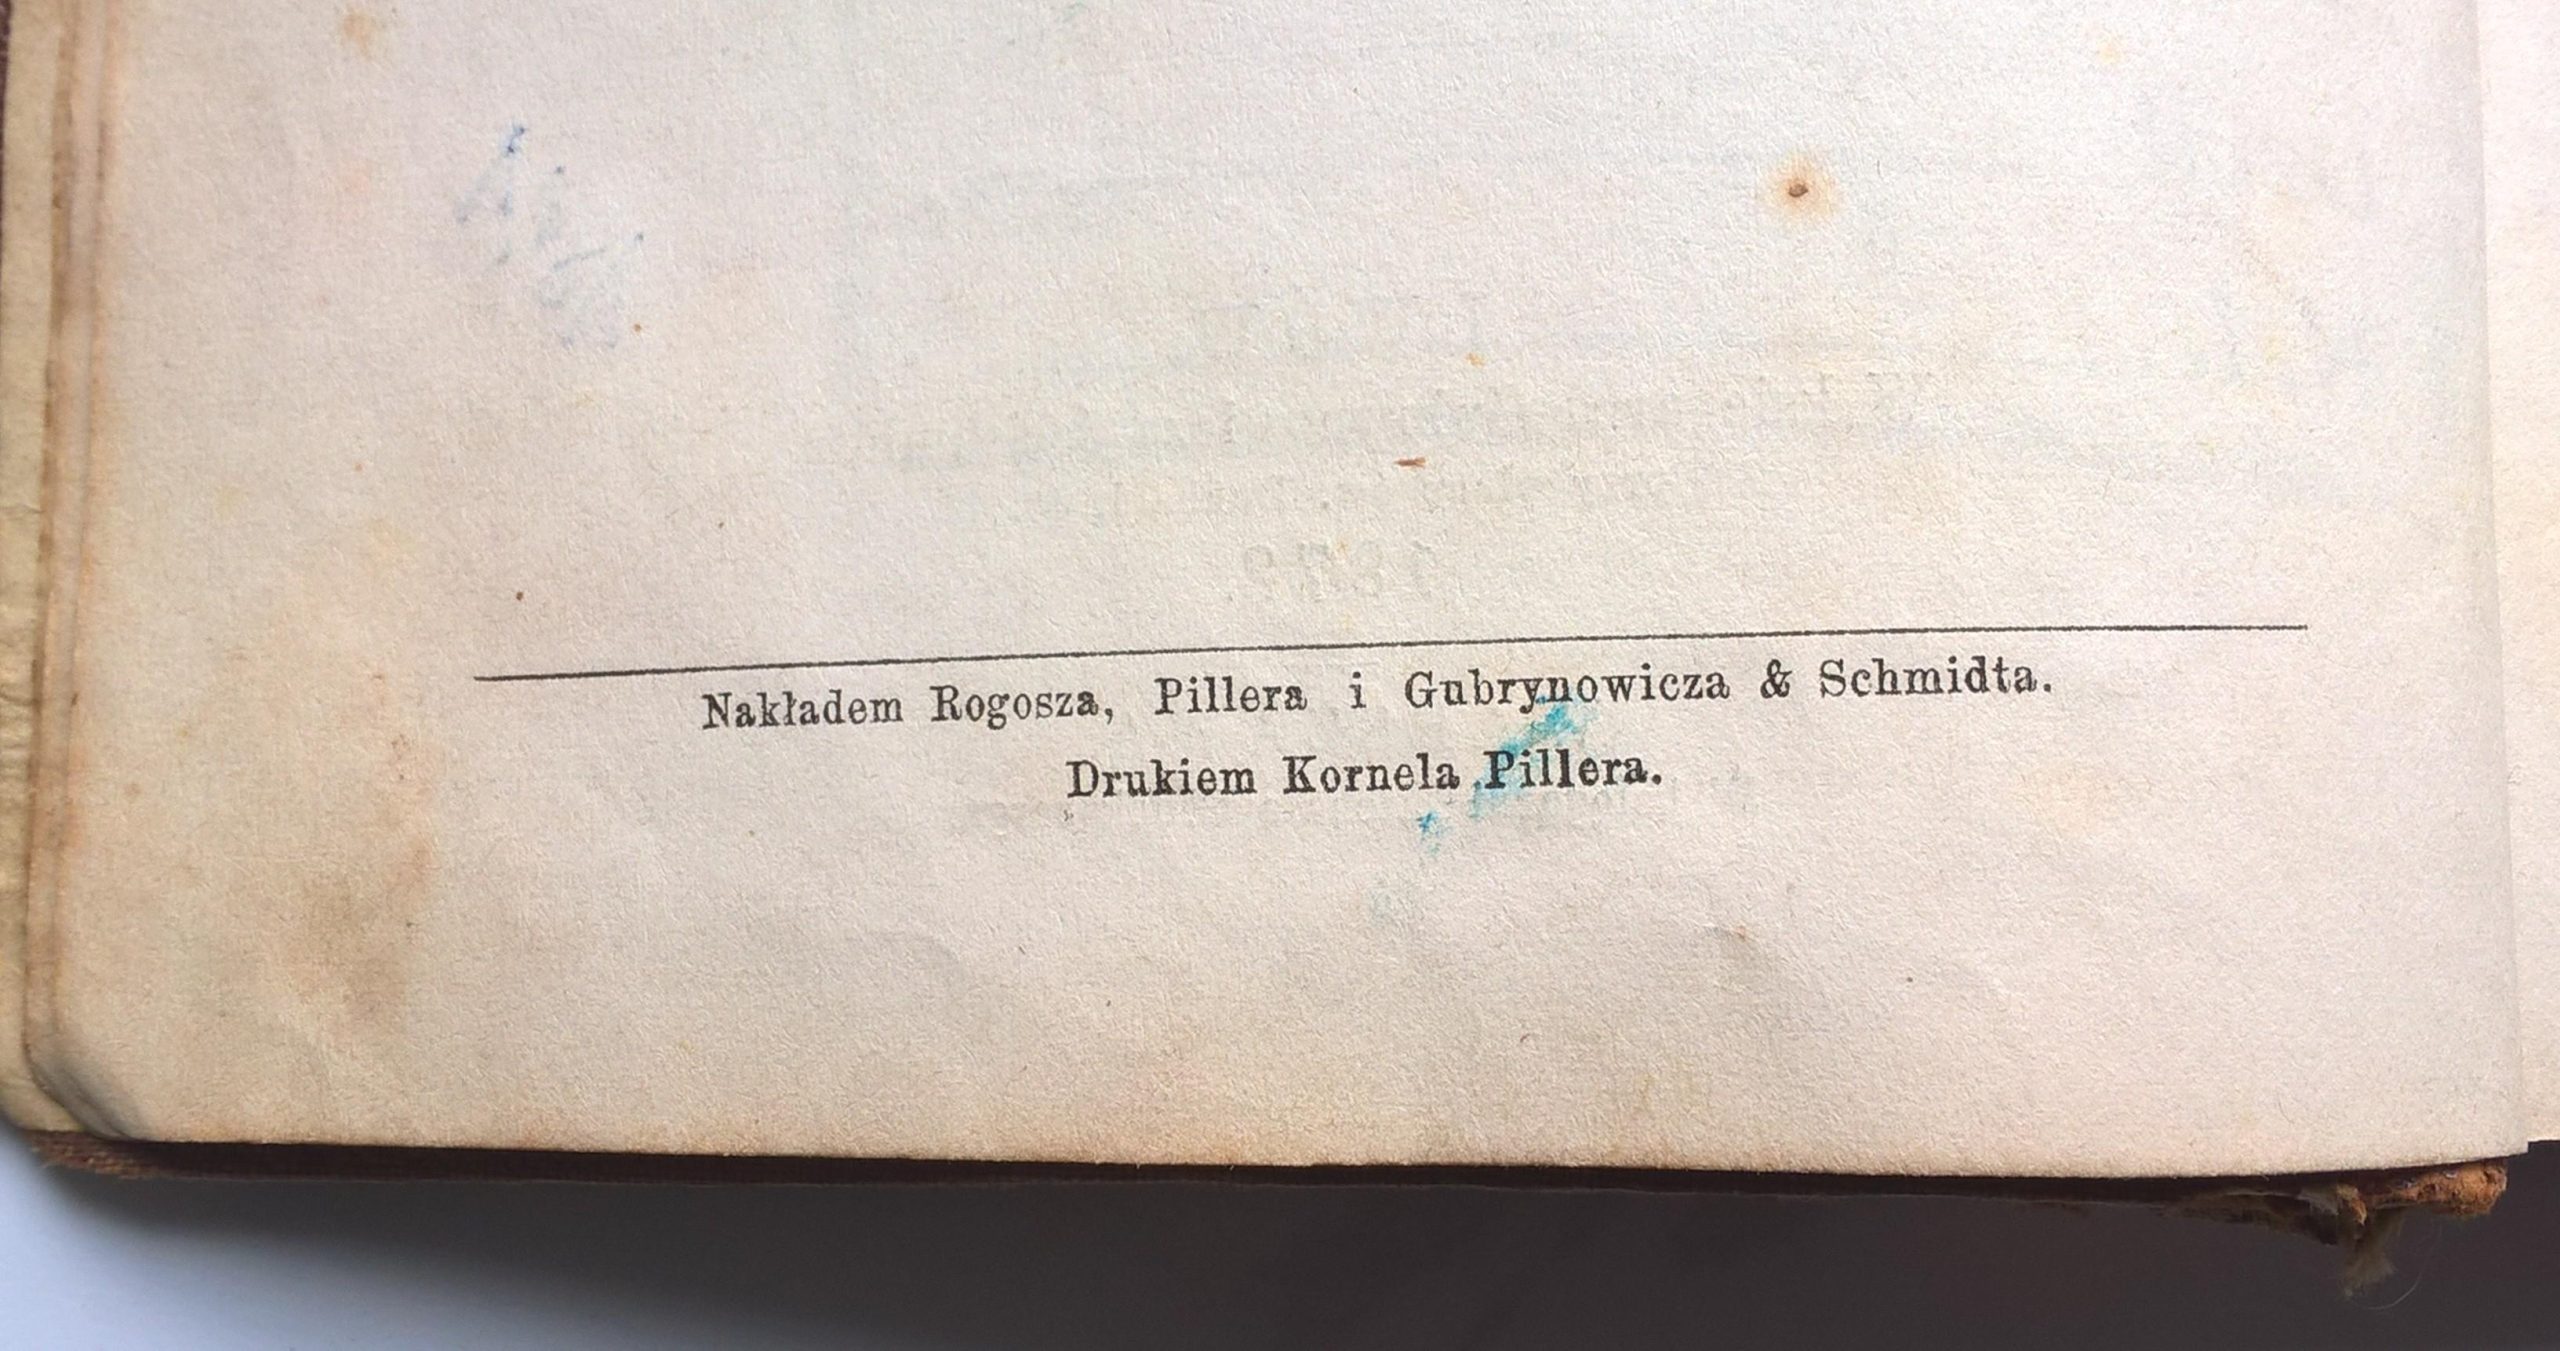 Nakładem Rogosza, Pillera i Gubrynowicza & Schmidta.
Drukiem Kornela Pillera.